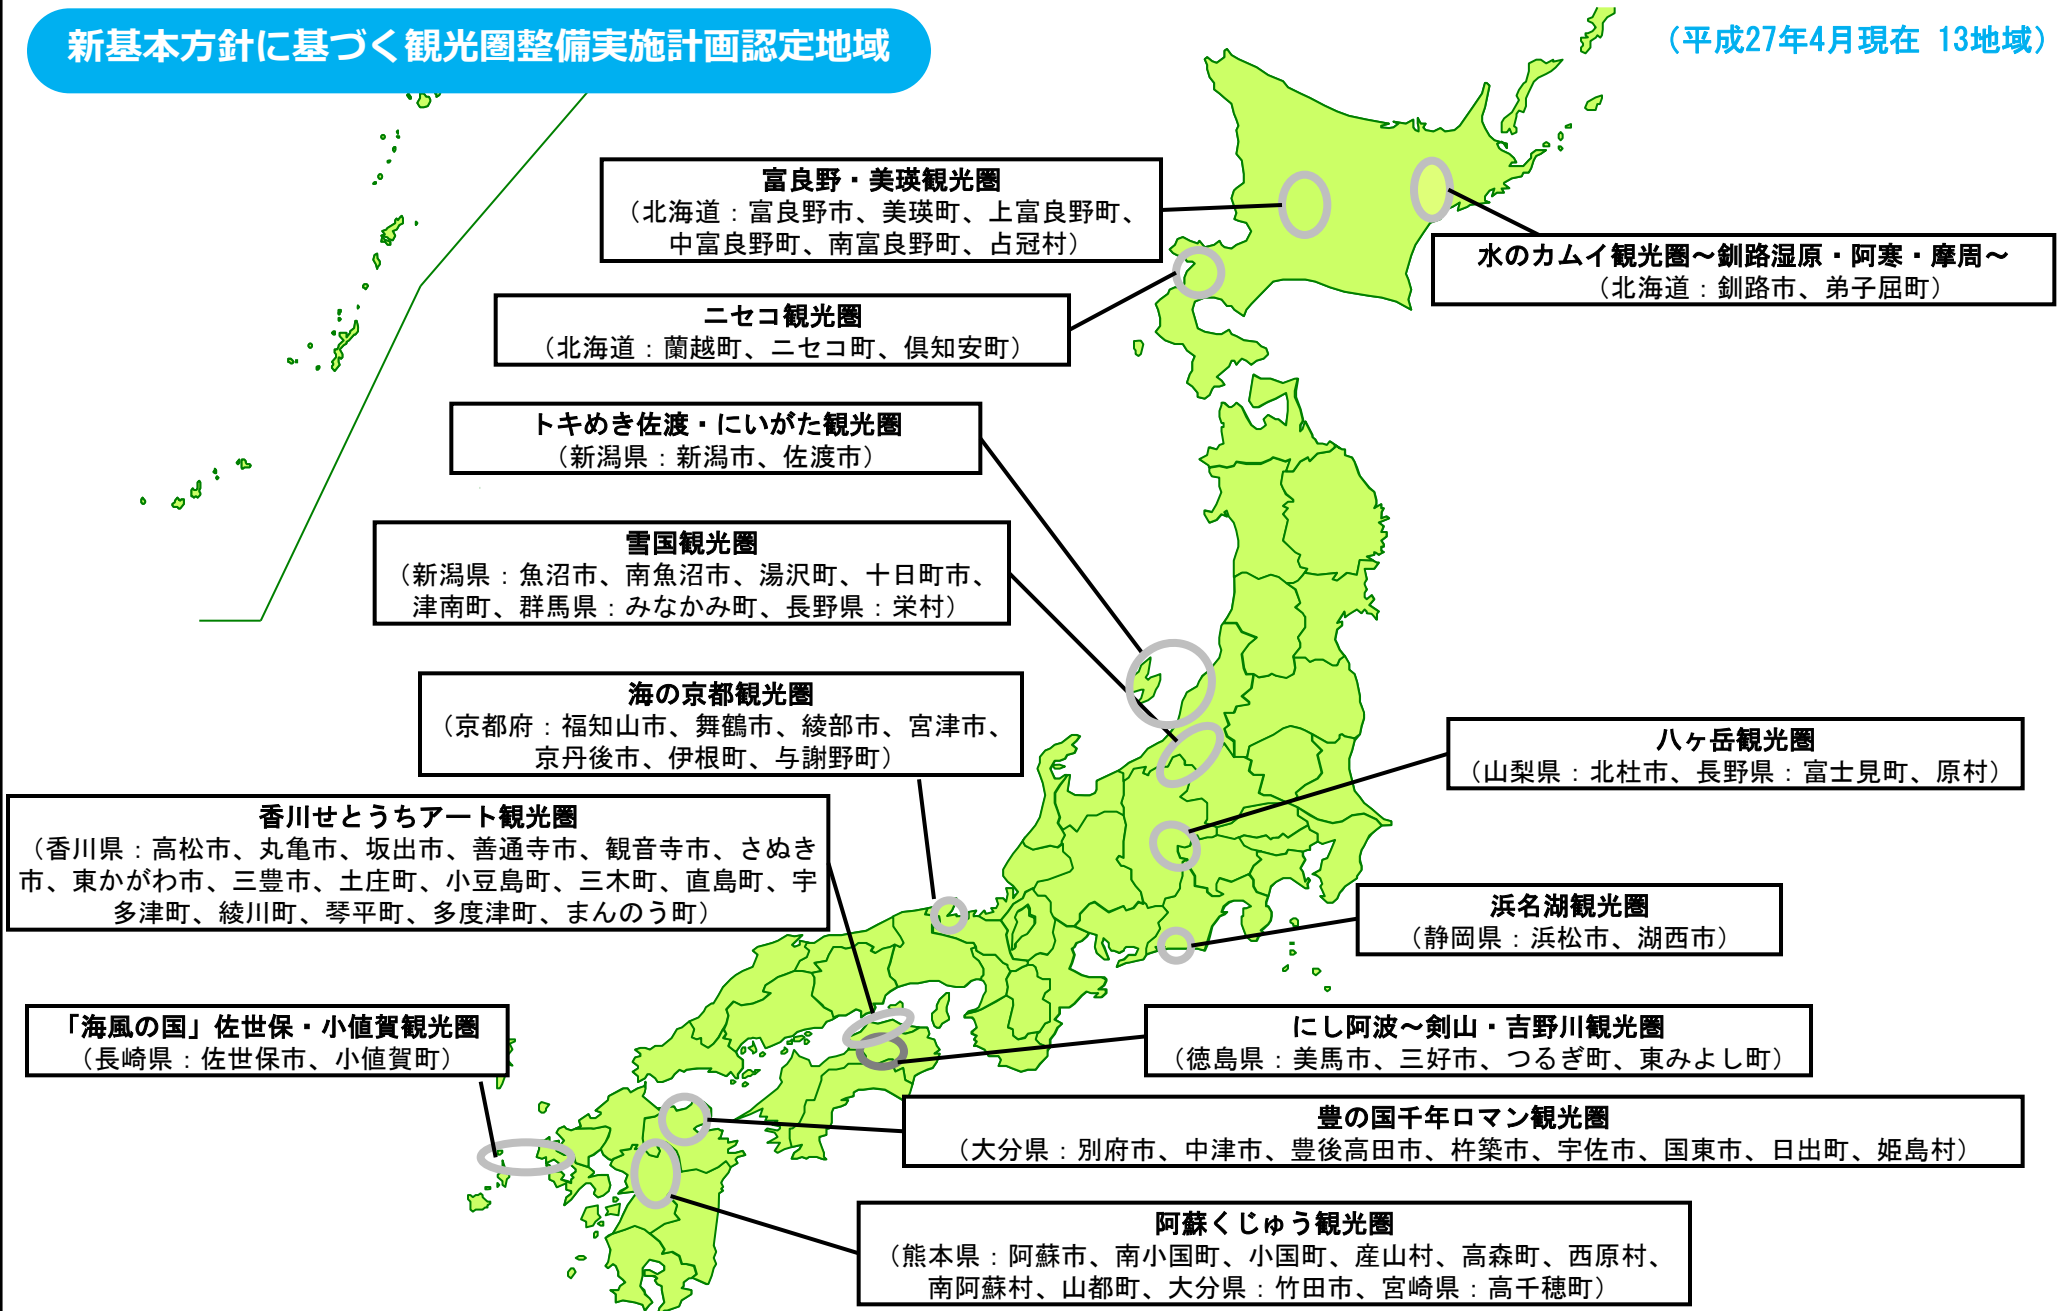 新基本方針に基づく観光圏整備実施計画認定地域
（平成27年4月現在 13地域）
富良野・美瑛観光圏
（北海道：富良野市、美瑛町、上富良野町、
中富良野町、南富良野町、占冠村）
水のカムイ観光圏～釧路湿原・阿寒・摩周～
（北海道：釧路市、弟子屈町）
ニセコ観光圏
（北海道：蘭越町、ニセコ町、倶知安町）
トキめき佐渡・にいがた観光圏
（新潟県：新潟市、佐渡市）
雪国観光圏
（新潟県：魚沼市、南魚沼市、湯沢町、十日町市、
津南町、群馬県：みなかみ町、長野県：栄村）
海の京都観光圏
（京都府：福知山市、舞鶴市、綾部市、宮津市、
京丹後市、伊根町、与謝野町）
八ヶ岳観光圏
（山梨県：北杜市、長野県：富士見町、原村）
香川せとうちアート観光圏
（香川県：高松市、丸亀市、坂出市、善通寺市、観音寺市、さぬき
市、東かがわ市、三豊市、土庄町、小豆島町、三木町、直島町、宇
多津町、綾川町、琴平町、多度津町、まんのう町）
浜名湖観光圏
（静岡県：浜松市、湖西市）
「海風の国」佐世保・小値賀観光圏
（長崎県：佐世保市、小値賀町）
にし阿波～剣山・吉野川観光圏
（徳島県：美馬市、三好市、つるぎ町、東みよし町）
豊の国千年ロマン観光圏
（大分県：別府市、中津市、豊後高田市、杵築市、宇佐市、国東市、日出町、姫島村）
阿蘇くじゅう観光圏
（熊本県：阿蘇市、南小国町、小国町、産山村、高森町、西原村、
南阿蘇村、山都町、大分県：竹田市、宮崎県：高千穂町）